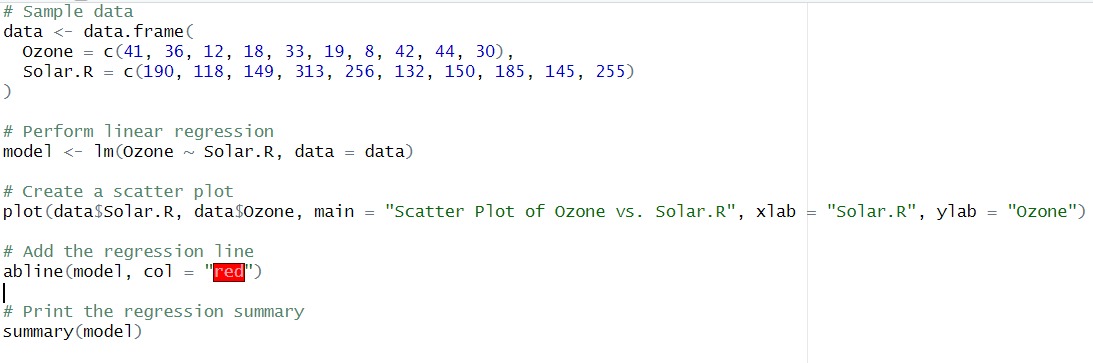 # Sample data
data <- data.frame(
  Ozone = c(41, 36, 12, 18, 33, 19, 8, 42, 44, 30),
  Solar.R = c(190, 118, 149, 313, 256, 132, 150, 185, 145, 255)
)
# Perform linear regression
model <- lm(Ozone ~ Solar.R, data = data)
# Create a scatter plot
plot(data$Solar.R, data$Ozone, main = "Scatter Plot of Ozone vs. Solar.R", xlab = "Solar.R", ylab = "Ozone")
# Add the regression line
abline(model, col = "red")
# Print the regression summary
summary(model)